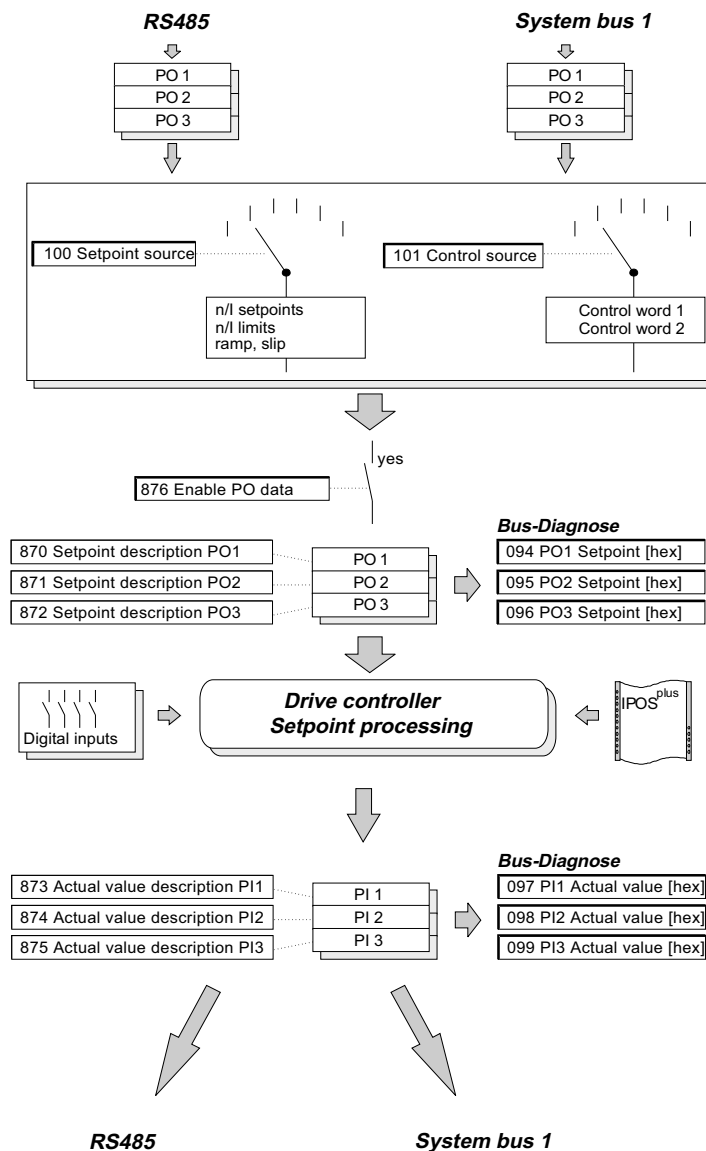 RS485
System bus 1
PO 1
PO 2
PO 3
PO 1
PO 2
PO 3
100 Setpoint source
101 Control source
n/I setpoints
n/I limits
ramp, slip
Control word 1
Control word 2
yes
876 Enable PO data
870 Setpoint description PO1
871 Setpoint description PO2
872 Setpoint description PO3
PO 1
PO 2
PO 3
Bus-Diagnose
094 PO1 Setpoint [hex]
095 PO2 Setpoint [hex]
096 PO3 Setpoint [hex]
Digital inputs
Drive controller
Setpoint processing
IPOS plus
873 Actual value description PI1
874 Actual value description PI2
875 Actual value description PI3
PI 1
PI 2
PI 3
Bus-Diagnose
097 PI1 Actual value [hex]
098 PI2 Actual value [hex]
099 PI3 Actual value [hex]
RS485
System bus 1